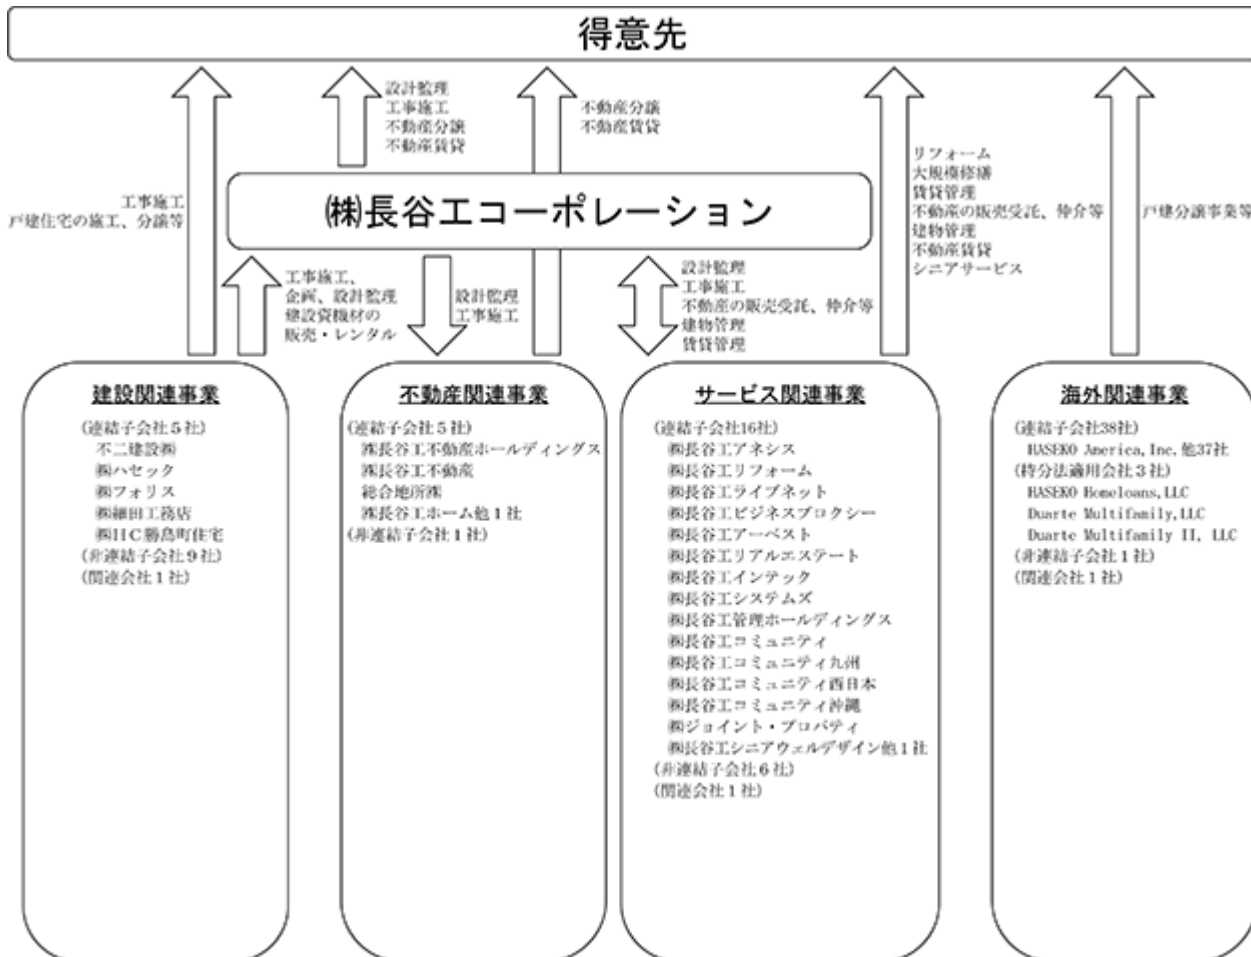 得意先
設計監理
工事施工
不動産分譲
不動産賃貸
不動産分譲
不動産賃貸
工事施工
戸建住宅の施工、分譲等
㈱長谷工コーポレーション
リフォーム
大規模修繕
賃貸管理
不動産の販売受託、仲介等
建物管理
不動産賃貸
シニアサービス
戸建分譲事業等
工事施工、
企画、設計監理
建設資機材の
販売・レンタル
設計監理
工事施工
設計監理
工事施工
不動産の販売受託、仲介等
建物管理
賃貸管理
建設関連事業
(連結子会社5社)
不二建設㈱
㈱ハセック
㈱フォリス
㈱細田工務店
㈱HC勝島町住宅
(非連結子会社9社)
(関連会社1社)
不動産関連事業
(連結子会社5社)
㈱長谷工不動産ホールディングス
㈱長谷工不動産
総合地所㈱
㈱長谷工ホーム他1社
(非連結子会社1社)
サービス関連事業
(連結子会社16社)
㈱長谷工アネシス
㈱長谷工リフォーム
㈱長谷工ライブネット
㈱長谷工ビジネスプロクシー
㈱長谷工アーベスト
㈱長谷工リアルエステート
㈱長谷工インテック
㈱長谷工システムズ
㈱長谷工管理ホールディングス
㈱長谷工コミュニティ
㈱長谷工コミュニティ九州
㈱長谷工コミュニティ西日本
㈱長谷工コミュニティ沖縄
㈱ジョイント・プロパティ
㈱長谷工シニアウェルデザイン他1社
(非連結子会社6社)
(関連会社1社)
海外関連事業
(連結子会社38社)
HASEKO America,Inc.他37社
(持分法適用会社3社)
HASEKO Homeloans,LLC
Duarte Multifamily,LLC
Duarte Multifamily II, LLC
(非連結子会社1社)
(関連会社1社)